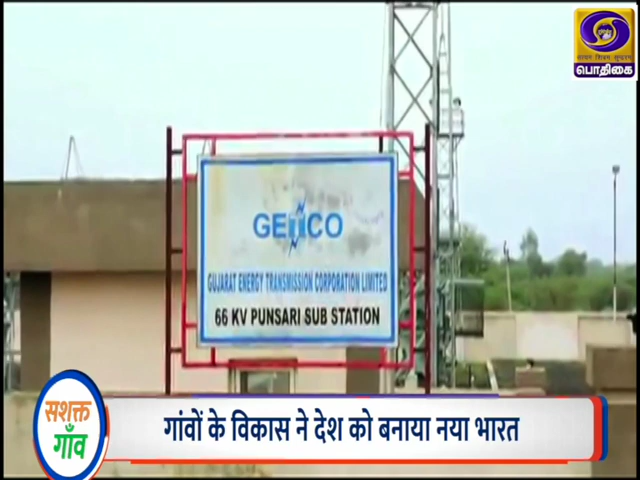 பொதிகை
GETCO
GUJARAT ENERGY TRANSMISSION CORPORATION LIMITED
66 KV PUNSARI SUB STATION
सशक्त
गाँव
गांवों के विकास ने देश को बनाया नया भारत